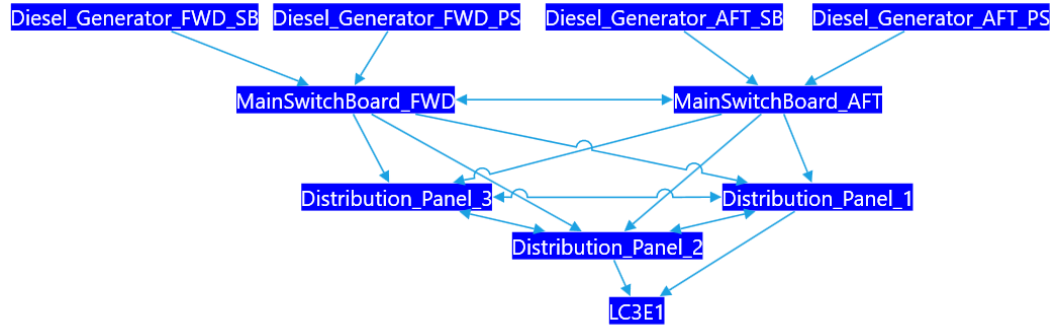 Diesel_Generator_FWD_SB
Diesel_Generator_FWD_PS
Diesel_Generator_AFT_SB
Diesel_Generator_AFT_PS
MainSwitchBoard_FWD
MainSwitchBoard_AFT
Distribution_Panel_3
Distribution_Panel_1
Distribution_Panel_2
LC3E1